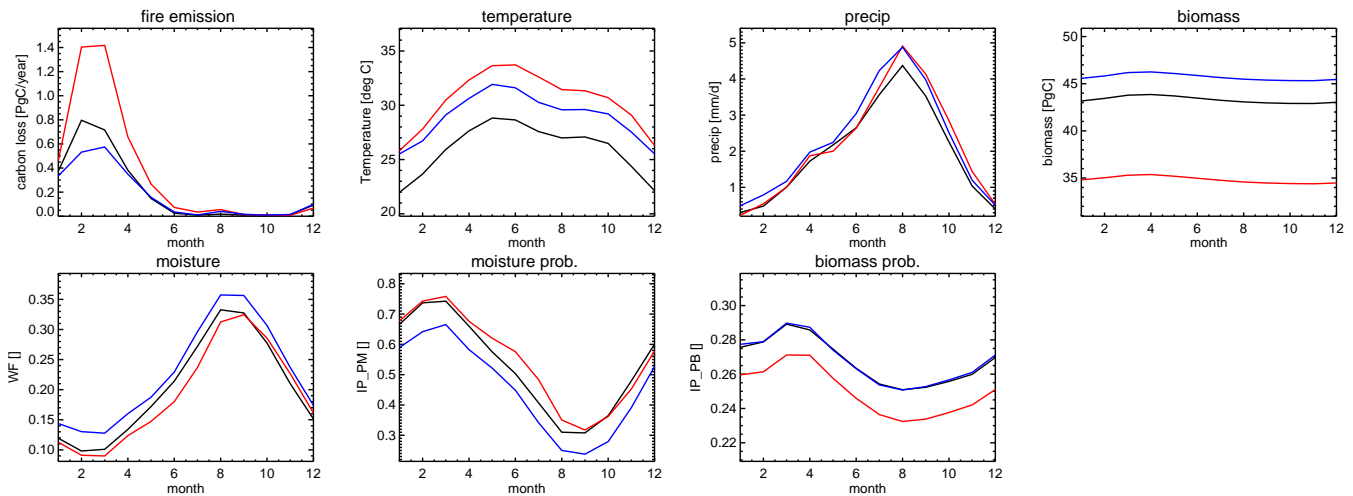 fire emission
carbon loss [PgC/year]
1.4
1.2
1.0
0.8
0.6
0.4
0.2
0.0
2 4 6 8 10 12
month
temperature
Temperature [deg C]
35
30
25
20
2 4 6 8 10 12
month
precip
precip [mm/d]
5
4
3
2
1
2 4 6 8 10 12
month
biomass
biomass [PgC]
50
45
40
35
2 4 6 8 10 12
month
moisture
WF []
0.35
0.30
0.25
0.20
0.15
0.10
2 4 6 8 10 12
month
moisture prob.
IP_PM []
0.8
0.7
0.6
0.5
0.4
0.3
2 4 6 8 10 12
month
biomass prob.
IP_PB []
0.30
0.28
0.26
0.24
0.22
2 4 6 8 10 12
month